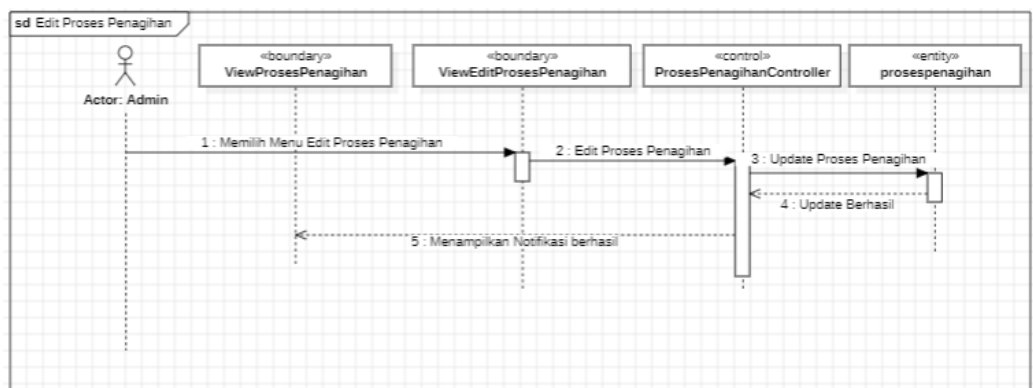 sd Edit Proses Penagihan
Actor: Admin
«boundary»
ViewProsesPenagihan
«boundary»
ViewEditProsesPenagihan
«control»
ProsesPenagihanController
«entity»
prosespenagihan
1 : Memilih Menu Edit Proses Penagihan
2 : Edit Proses Penagihan
3 : Update Proses Penagihan
4 : Update Berhasil
5 : Menampilkan Notifikasi berhasil